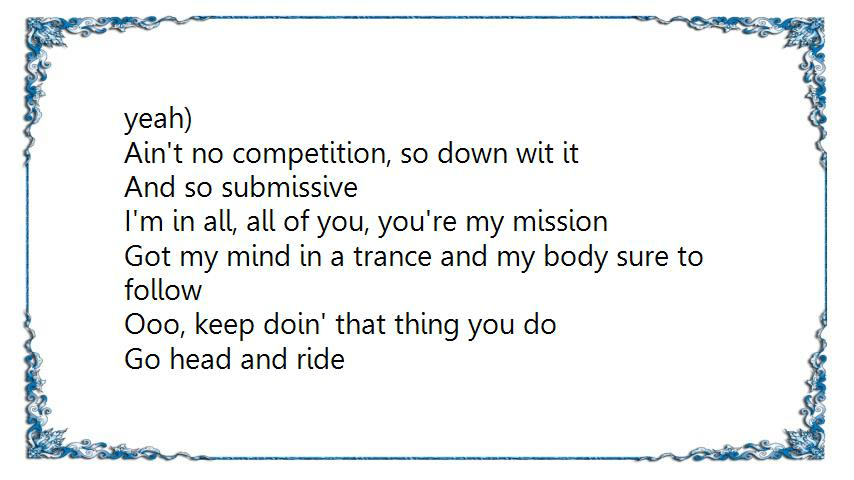 yeah)
Ain't no competition, so down wit it
And so submissive
I'm in all, all of you, you're my mission
Got my mind in a trance and my body sure to
follow
Ooo, keep doin' that thing you do
Go head and ride